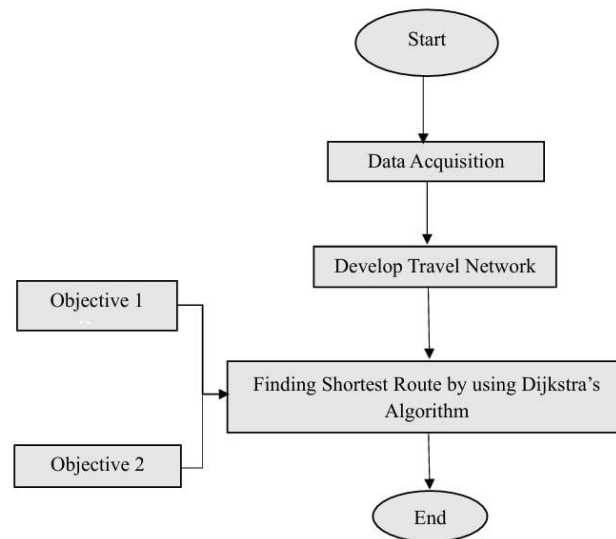 Start
Data Acquisition
Develop Travel Network
Objective 1
Finding Shortest Route by using Dijkstra’s
Algorithm
Objective 2
End